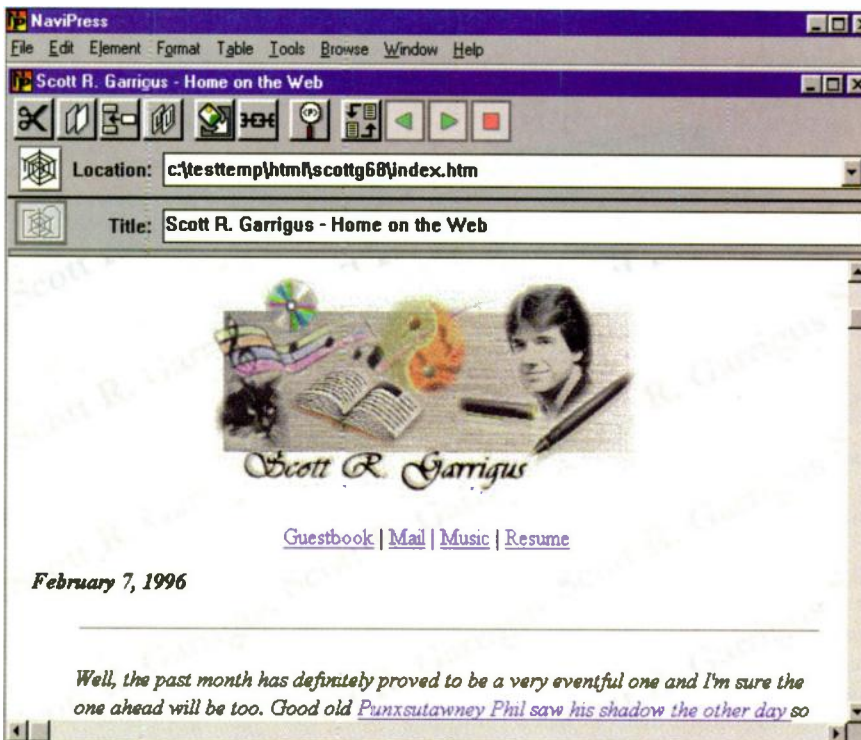 NaviPress
File Edit Element Format Table Tools Browse Window Help
Scott R. Garrigus - Home on the Web
Location: c:\testtemp\html\scottg68\index.htm
Title: Scott R. Garrigus - Home on the Web
Scott R. Garrigus
Guestbook | Mail | Music | Resume
February 7, 1996
Well, the past month has definitely proved to be a very eventful one and I'm sure the
one ahead will be too. Good old Punxsutawney Phil saw his shadow the other day so